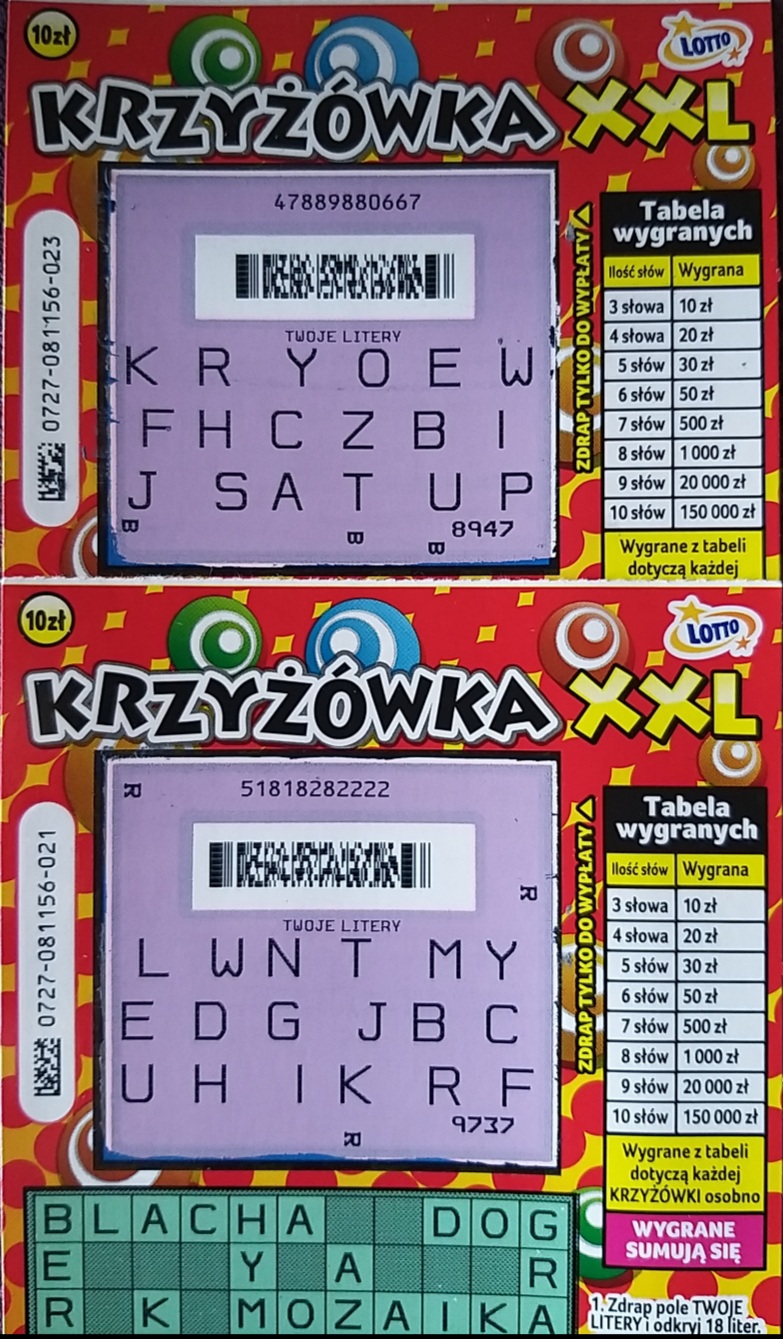 10zł
LOTTO
KRZYŻÓWKA XXL
47889880667
0727-081156-023
TWOJE LITERY
K R Y O E W
F H C Z B I
J S A T U P
B B B
8947
ZDRAP TYLKO DO WYPŁATY
Tabela
wygranych
Ilość słów Wygrana
3 słowa 10 zł
4 słowa 20 zł
5 słów 30 zł
6 słów 50 zł
7 słów 500 zł
8 słów 1 000 zł
9 słów 20 000 zł
10 słów 150 000 zł
Wygrane z tabeli
dotyczą każdej
10zł
LOTTO
KRZYŻÓWKA XXL
R
51818282222
R
0727-081156-021
TWOJE LITERY
L W N T M Y
E D G J B C
U H I K R F
9737
R
ZDRAP TYLKO DO WYPŁATY
Tabela
wygranych
Ilość słów Wygrana
3 słowa 10 zł
4 słowa 20 zł
5 słów 30 zł
6 słów 50 zł
7 słów 500 zł
8 słów 1 000 zł
9 słów 20 000 zł
10 słów 150 000 zł
Wygrane z tabeli
dotyczą każdej
KRZYŻÓWKI osobno
WYGRANE
SUMUJĄ SIĘ
1. Zdrap pole TWOJE
LITERY i odkryj 18 liter.
B L A C H A D O G
E Y A R
R K M O Z A I K A